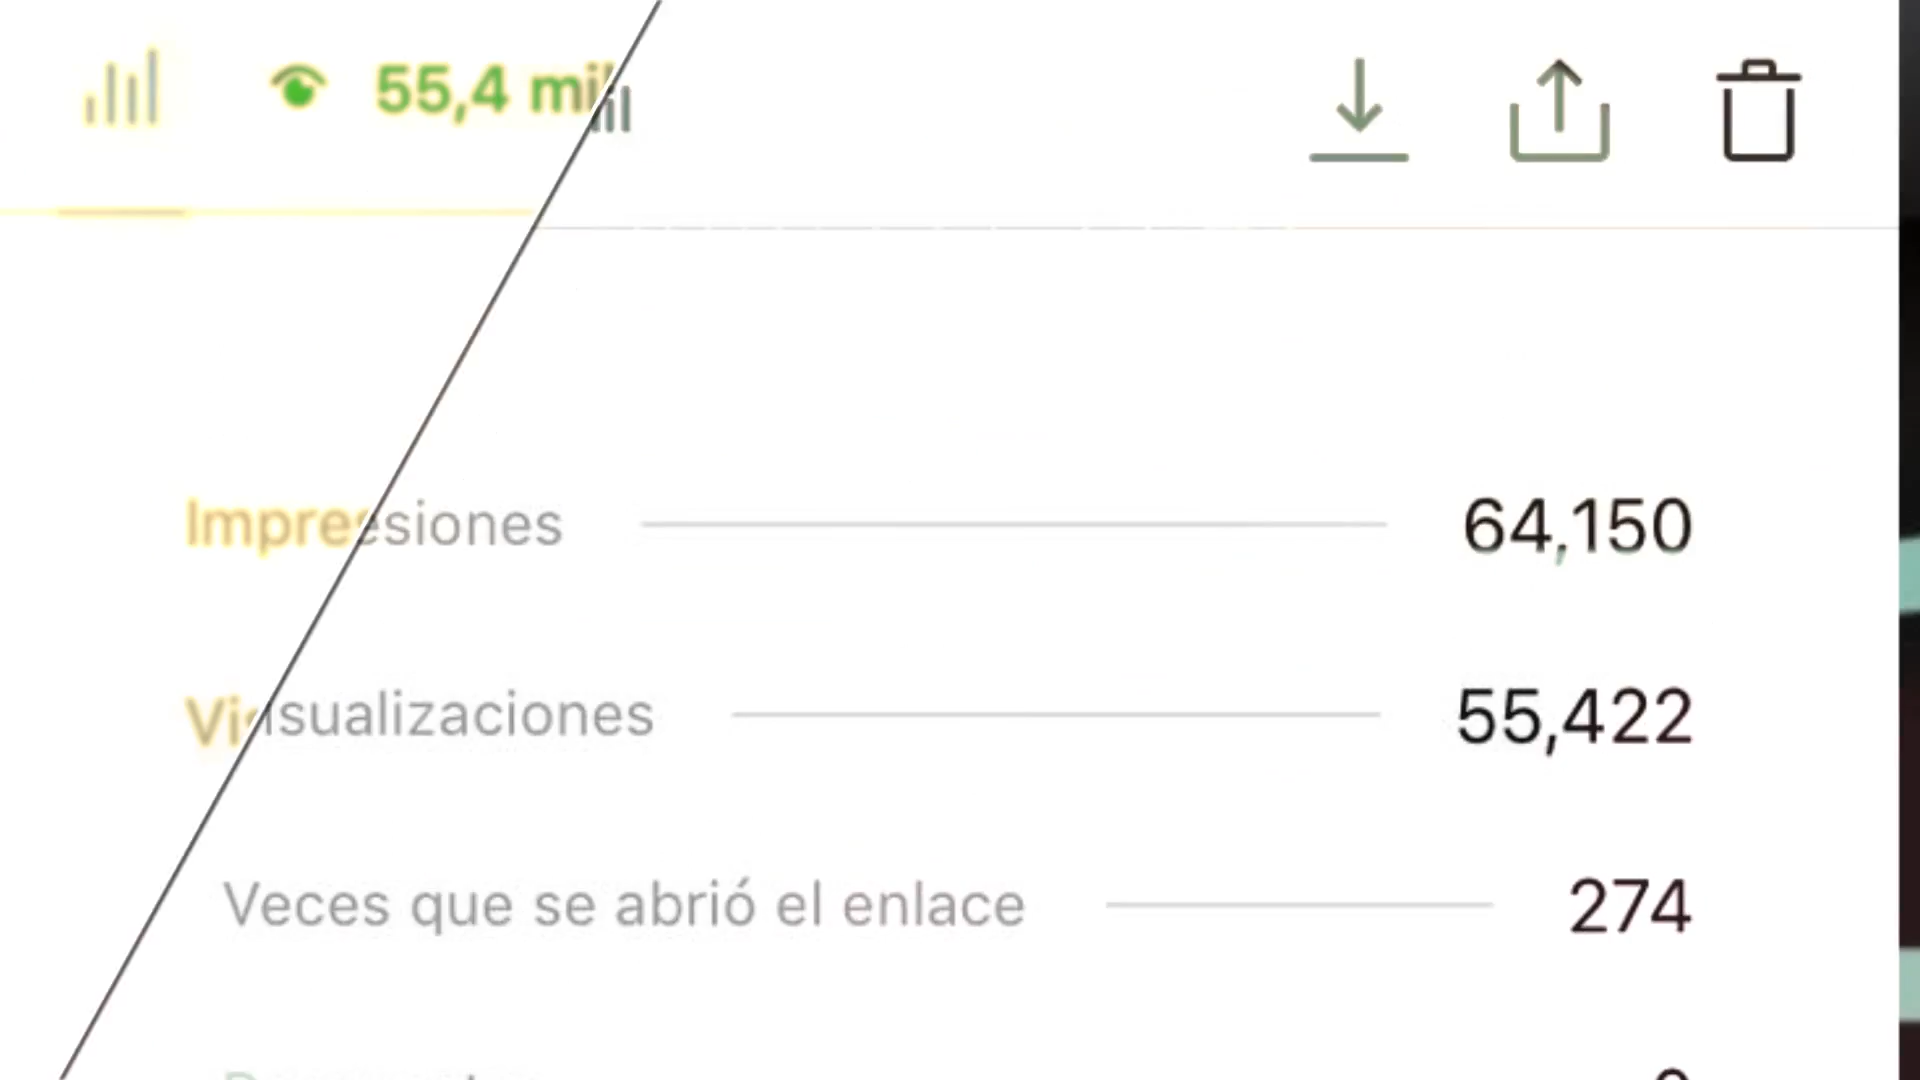 55,4 mil
Impresiones 64,150
Visualizaciones 55,422
Veces que se abrió el enlace 274